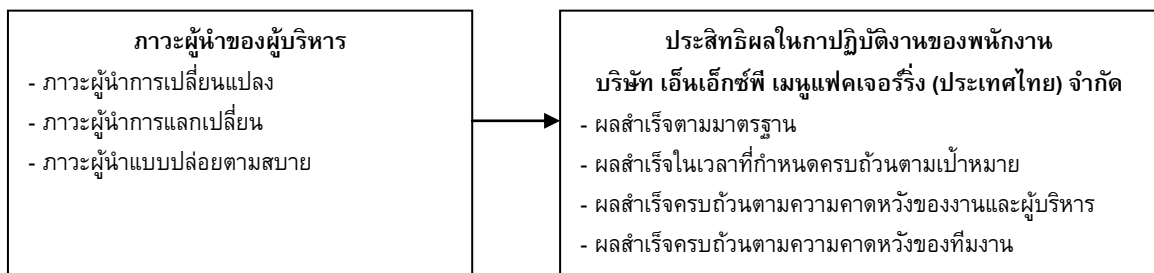 ภาวะผู้นำของผู้บริหาร
- ภาวะผู้นำการเปลี่ยนแปลง
- ภาวะผู้นำการแลกเปลี่ยน
- ภาวะผู้นำแบบปล่อยตามสบาย
ประสิทธิผลในกาปฏิบัติงานของพนักงาน
บริษัท เอ็นเอ็กซ์พี เมนูแฟคเจอร์ริ่ง (ประเทศไทย) จำกัด
- ผลสำเร็จตามมาตรฐาน
- ผลสำเร็จในเวลาที่กำหนดครบถ้วนตามเป้าหมาย
- ผลสำเร็จครบถ้วนตามความคาดหวังของงานและผู้บริหาร
- ผลสำเร็จครบถ้วนตามความคาดหวังของทีมงาน